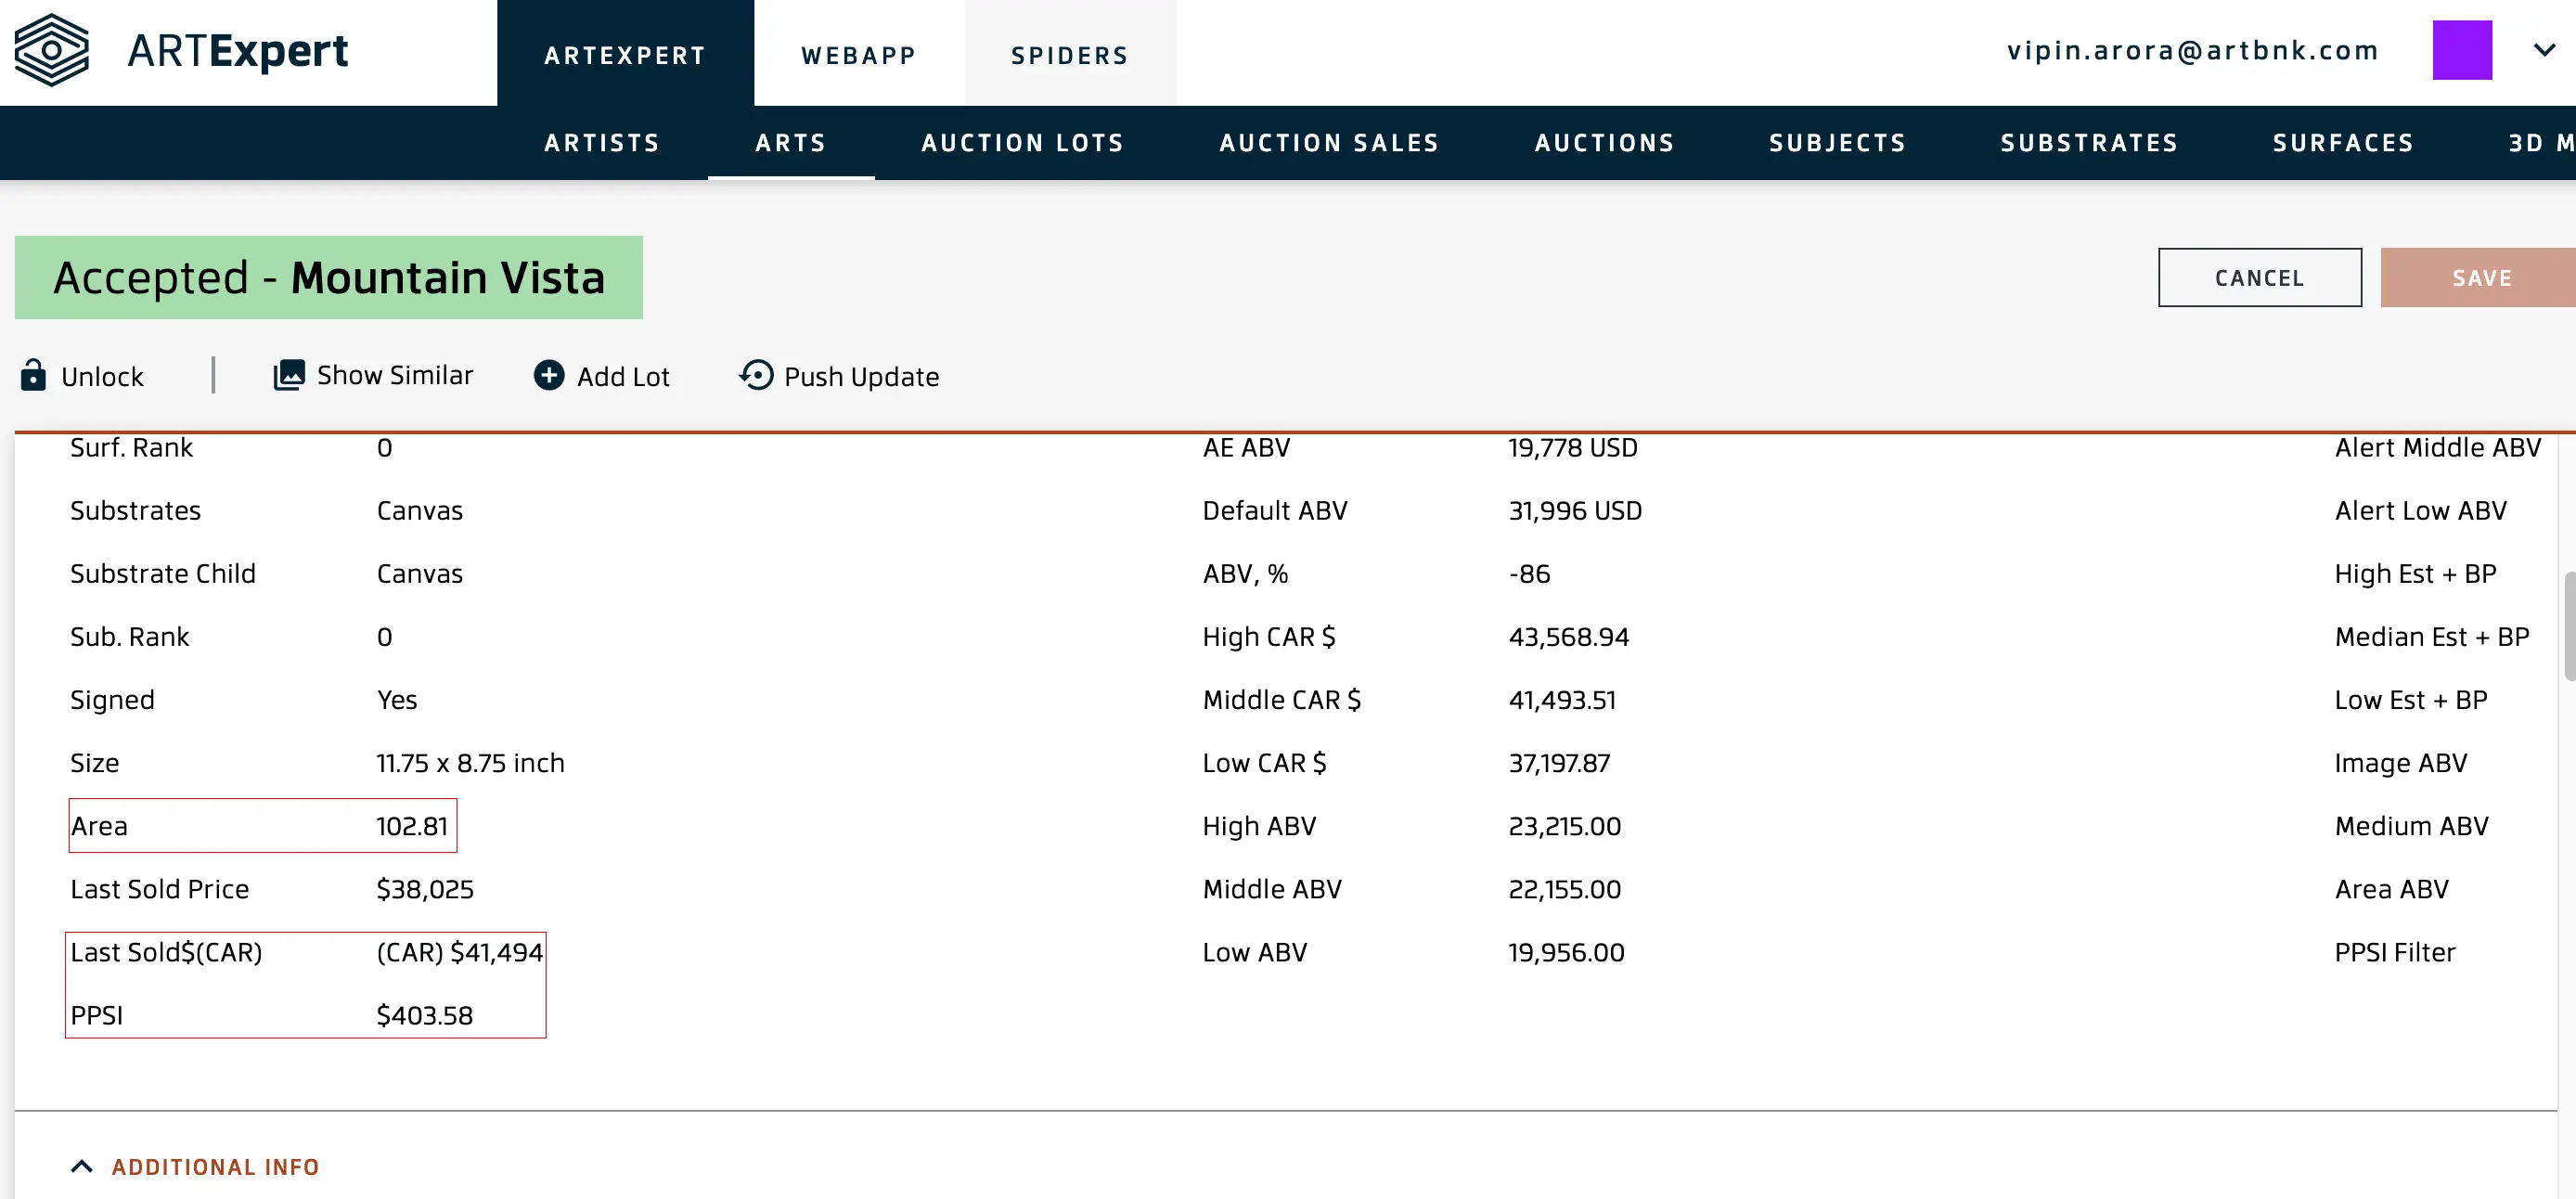 ARTExpert
ARTEXPERT WEBAPP SPIDERS
vipin.arora@artbnk.com
ARTISTS ARTS AUCTION LOTS AUCTION SALES AUCTIONS SUBJECTS SUBSTRATES SURFACES 3D M
Accepted - Mountain Vista
CANCEL SAVE
Unlock | Show Similar Add Lot Push Update
Surf. Rank 0 AE ABV 19,778 USD Alert Middle ABV
Substrates Canvas Default ABV 31,996 USD Alert Low ABV
Substrate Child Canvas ABV, % -86 High Est + BP
Sub. Rank 0 High CAR $ 43,568.94 Median Est + BP
Signed Yes Middle CAR $ 41,493.51 Low Est + BP
Size 11.75 x 8.75 inch Low CAR $ 37,197.87 Image ABV
Area 102.81 High ABV 23,215.00 Medium ABV
Last Sold Price $38,025 Middle ABV 22,155.00 Area ABV
Last Sold$(CAR) (CAR) $41,494 Low ABV 19,956.00 PPSI Filter
PPSI $403.58
ADDITIONAL INFO